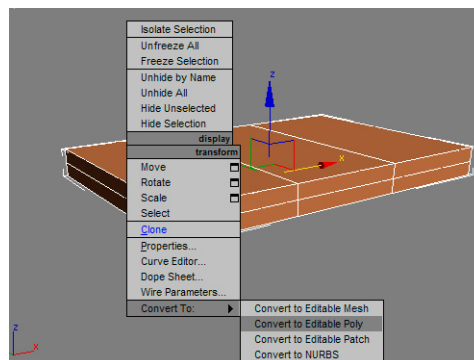 Isolate Selection
Unfreeze All
Freeze Selection
Unhide by Name
Unhide All
Hide Unselected
Hide Selection
display
transform
Move
Rotate
Scale
Select
Clone
Properties...
Curve Editor...
Dope Sheet...
Wire Parameters...
Convert To:
Convert to Editable Mesh
Convert to Editable Poly
Convert to Editable Patch
Convert to NURBS
z
x
z
x